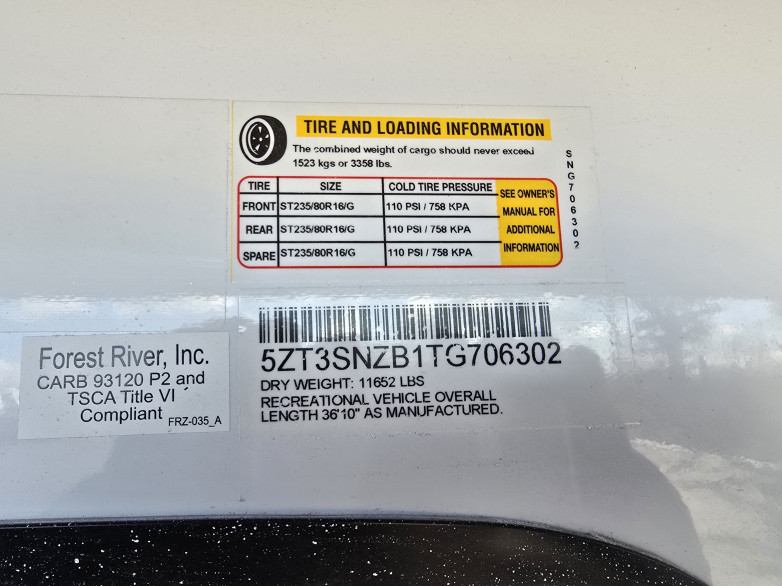 TIRE AND LOADING INFORMATION
The combined weight of cargo should never exceed
1523 kgs or 3358 lbs.
TIRE SIZE COLD TIRE PRESSURE
FRONT ST235/80R16/G 110 PSI / 758 KPA
REAR ST235/80R16/G 110 PSI / 758 KPA
SPARE ST235/80R16/G 110 PSI / 758 KPA
SEE OWNER'S
MANUAL FOR
ADDITIONAL
INFORMATION
SNG706302
Forest River, Inc.
CARB 93120 P2 and
TSCA Title VI
Compliant
FRZ-035_A
5ZT3SNZB1TG706302
DRY WEIGHT: 11652 LBS
RECREATIONAL VEHICLE OVERALL
LENGTH 36'10" AS MANUFACTURED.